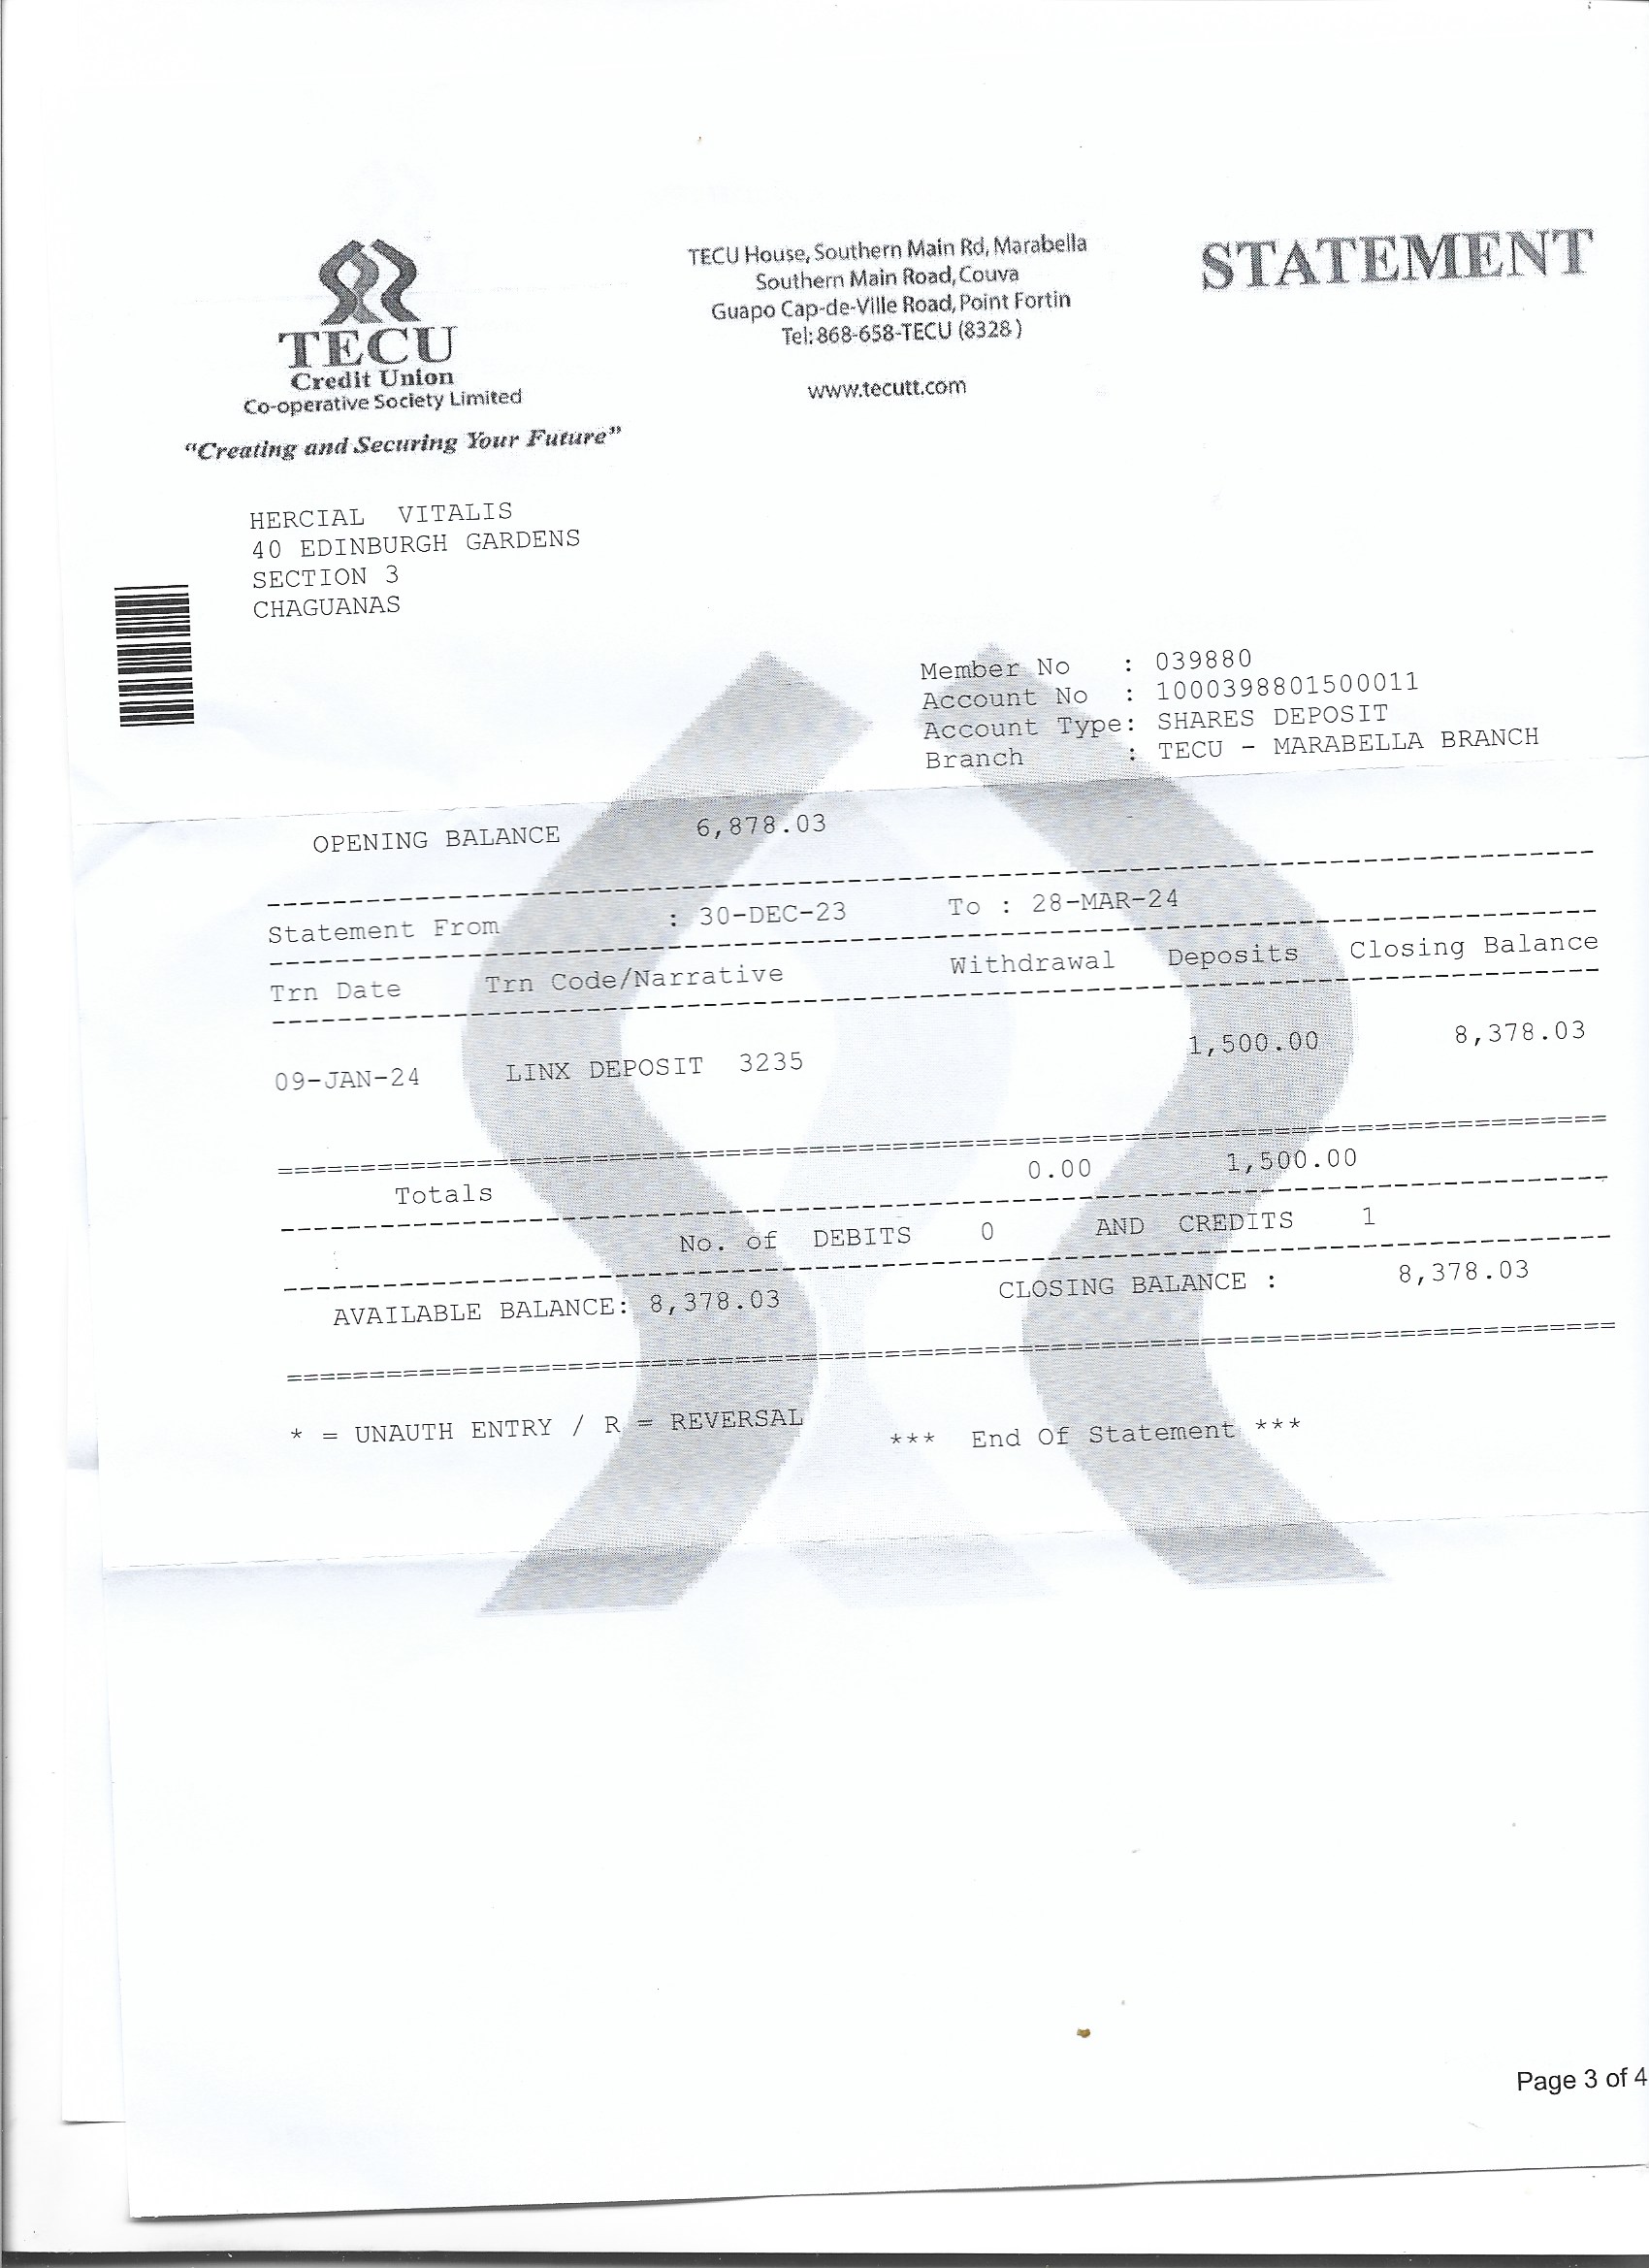 TECU
Credit Union
Co-operative Society Limited
"Creating and Securing Your Future"
TECU House, Southern Main Rd, Marabella
Southern Main Road, Couva
Guapo Cap-de-Ville Road, Point Fortin
Tel: 868-658-TECU (8328)
www.tecutt.com
STATEMENT
HERCIAL VITALIS
40 EDINBURGH GARDENS
SECTION 3
CHAGUANAS
Member No : 039880
Account No : 1000398801500011
Account Type: SHARES DEPOSIT
Branch : TECU - MARABELLA BRANCH
OPENING BALANCE 6,878.03
Statement From : 30-DEC-23 To : 28-MAR-24
Trn Date Trn Code/Narrative Withdrawal Deposits Closing Balance
09-JAN-24 LINX DEPOSIT 3235 1,500.00 8,378.03
Totals 0.00 1,500.00
No. of DEBITS 0 AND CREDITS 1
AVAILABLE BALANCE: 8,378.03 CLOSING BALANCE : 8,378.03
* = UNAUTH ENTRY / R = REVERSAL
*** End Of Statement ***
Page 3 of 4